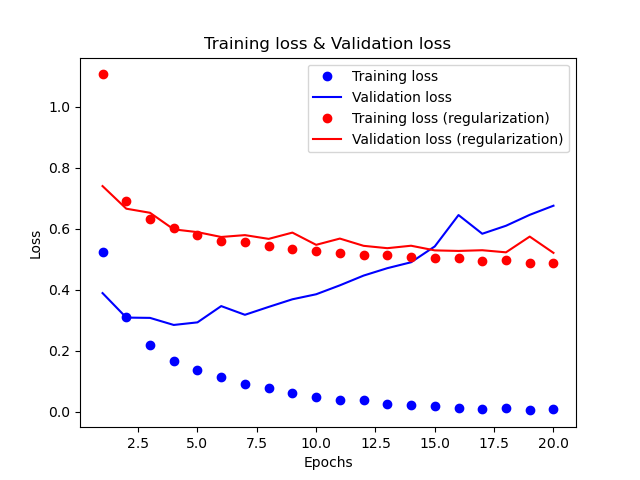 Training loss & Validation loss
Training loss
Validation loss
Training loss (regularization)
Validation loss (regularization)
Loss
1.0
0.8
0.6
0.4
0.2
0.0
2.5 5.0 7.5 10.0 12.5 15.0 17.5 20.0
Epochs